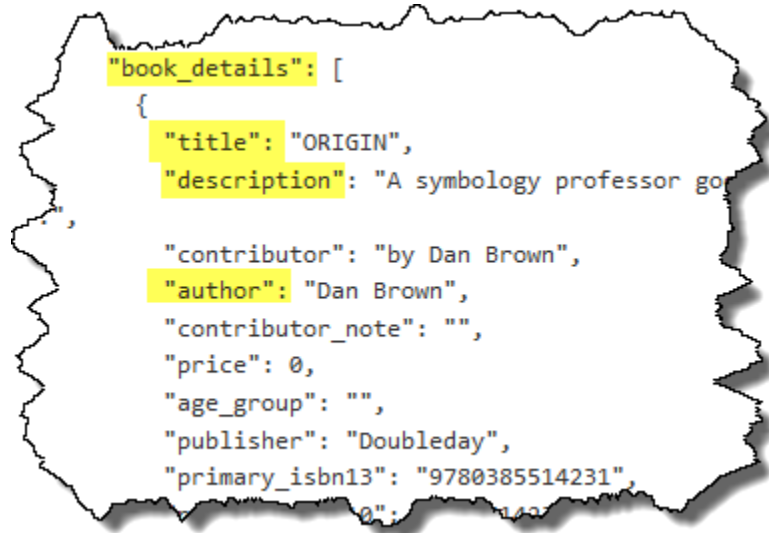 "book_details": [
{
"title": "ORIGIN",
"description": "A symbology professor
",
"contributor": "by Dan Brown",
"author": "Dan Brown",
"contributor_note": "",
"price": 0,
"age_group": "",
"publisher": "Doubleday",
"primary_isbn13": "9780385514231",